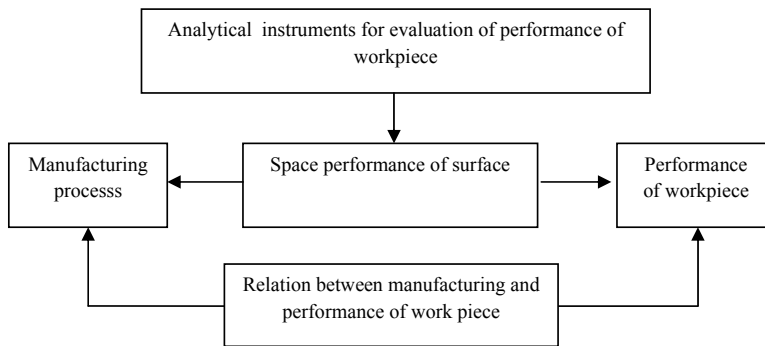 Analytical instruments for evaluation of performance of
workpiece
Manufacturing
processs
Space performance of surface
Performance
of workpiece
Relation between manufacturing and
performance of work piece